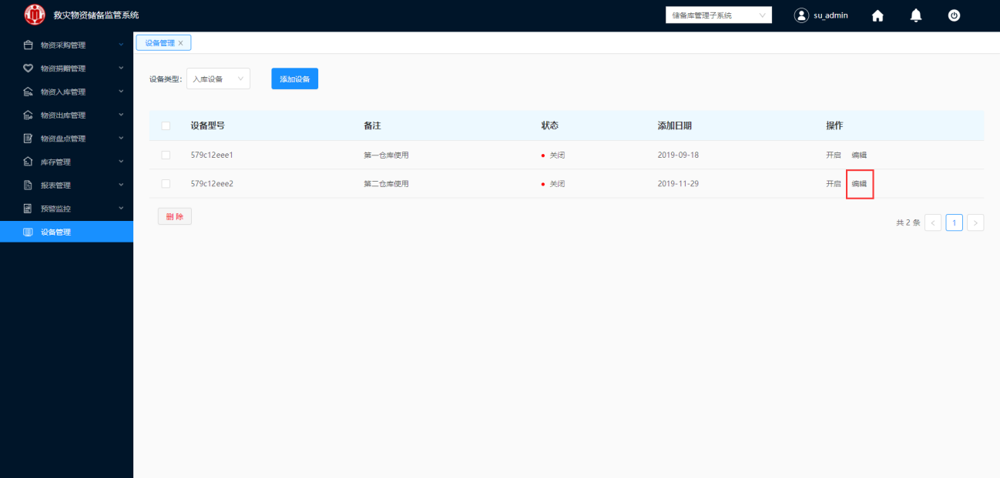 救灾物资储备监管系统
储备库管理子系统
su_admin
物资采购管理
物资捐赠管理
物资入库管理
物资出库管理
物资盘点管理
库存管理
报表管理
预警监控
设备管理
设备管理 ×
设备类型: 入库设备 添加设备
设备型号 备注 状态 添加日期 操作
579c12eee1 第一仓库使用 关闭 2019-09-18 开启 编辑
579c12eee2 第二仓库使用 关闭 2019-11-29 开启 编辑
删 除
共 2 条 < 1 >